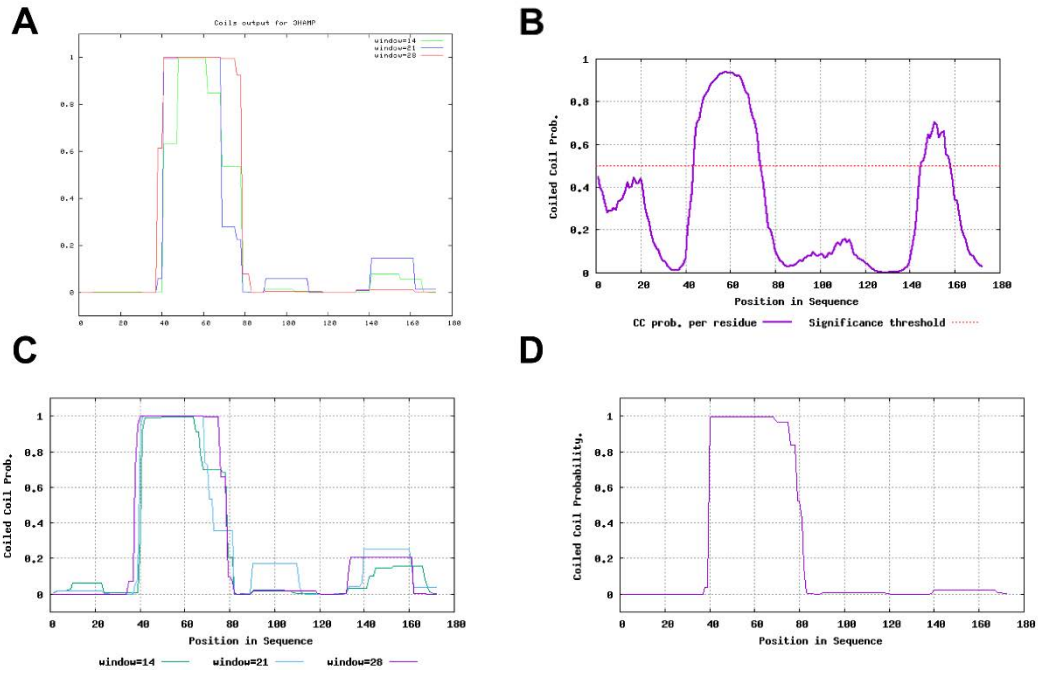 A
Coils output for 3HAMP
window=14
window=21
window=28
1
0.8
0.6
0.4
0.2
0
0 20 40 60 80 100 120 140 160 180
B
Coiled Coil Prob.
1
0.8
0.6
0.4
0.2
0
0 20 40 60 80 100 120 140 160 180
Position in Sequence
CC prob. per residue Significance threshold
C
Coiled Coil Prob.
1
0.8
0.6
0.4
0.2
0
0 20 40 60 80 100 120 140 160 180
Position in Sequence
window=14 window=21 window=28
D
Coiled Coil Probability.
1
0.8
0.6
0.4
0.2
0
0 20 40 60 80 100 120 140 160 180
Position in Sequence